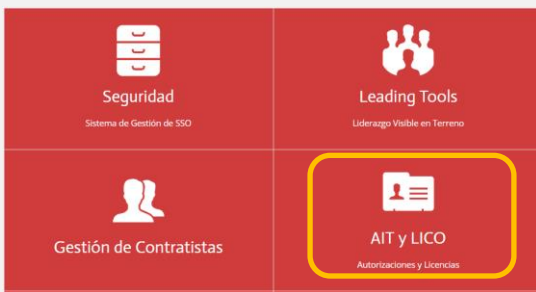 Seguridad
Sistema de Gestión de SSO
Leading Tools
Liderazgo Visible en Terreno
Gestión de Contratistas
AIT y LICO
Autorizaciones y Licencias